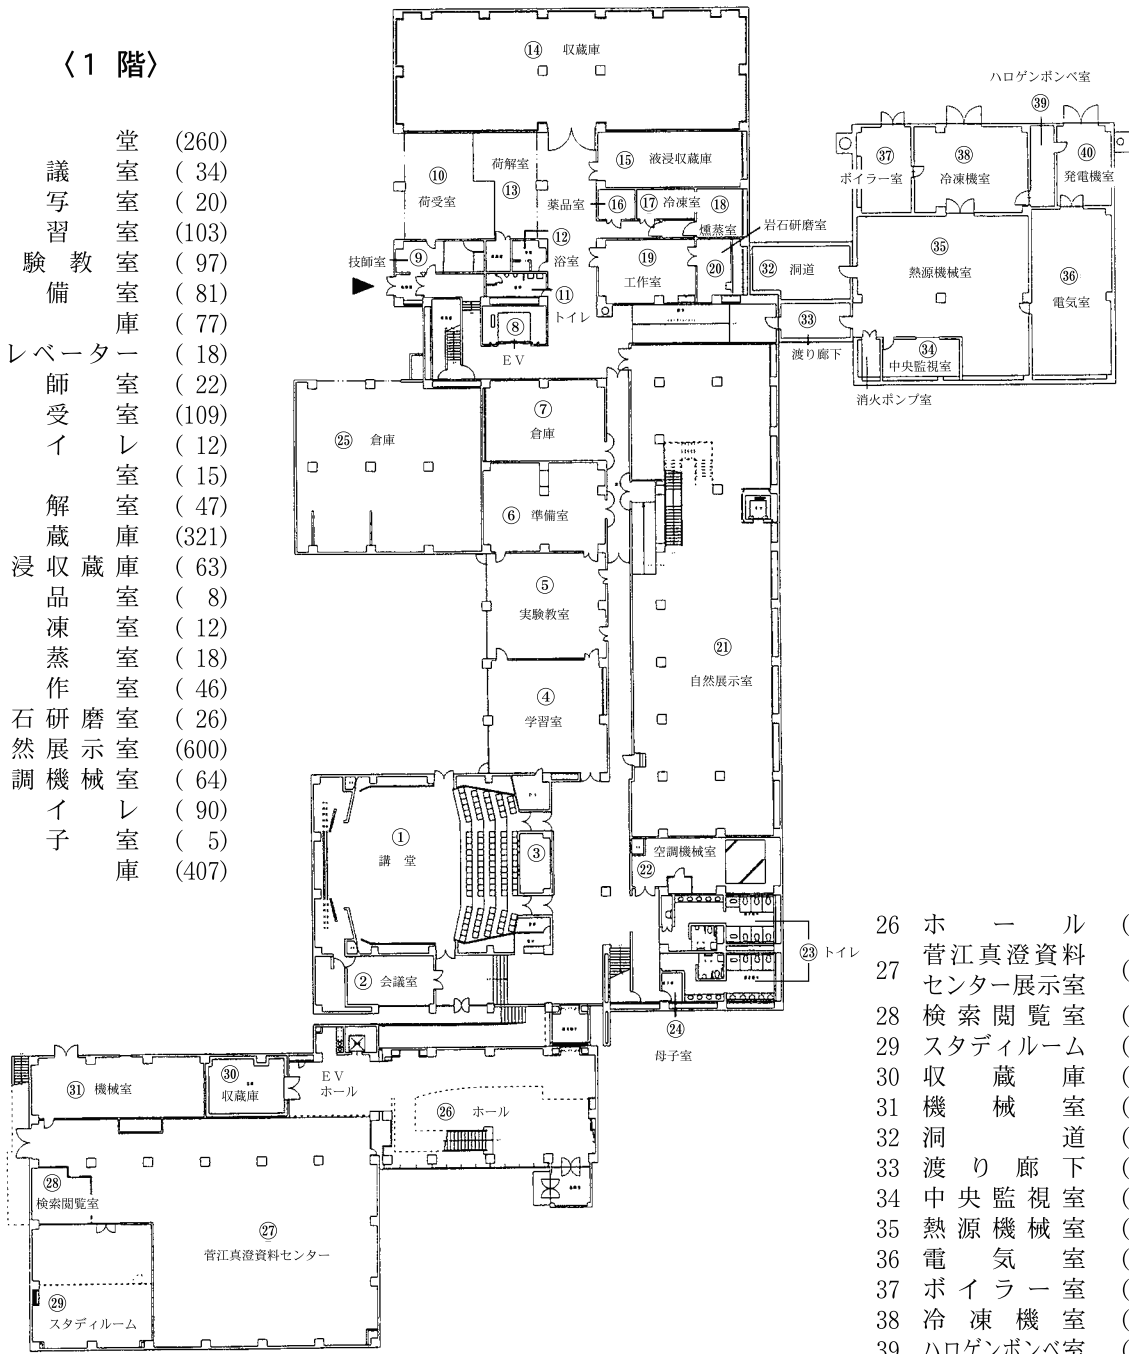 〈1 階〉
堂 (260)
議 室 ( 34)
写 室 ( 20)
習 室 (103)
験 教 室 ( 97)
備 室 ( 81)
庫 ( 77)
レベーター ( 18)
師 室 ( 22)
受 室 (109)
イ レ ( 12)
室 ( 15)
解 室 ( 47)
蔵 庫 (321)
浸 収 蔵 庫 ( 63)
品 室 ( 8)
凍 室 ( 12)
蒸 室 ( 18)
作 室 ( 46)
石 研 磨 室 ( 26)
然 展 示 室 (600)
調 機 械 室 ( 64)
イ レ ( 90)
子 室 ( 5)
庫 (407)
⑭ 収蔵庫
ハロゲンボンベ室
㊴
⑩
荷受室
荷解室
⑬
⑮ 液浸収蔵庫
薬品室
⑯
⑰ 冷凍室
⑱
燻蒸室
岩石研磨室
㊲
ボイラー室
㊳
冷凍機室
㊵
発電機室
技師室
⑨
⑫
浴室
⑪
トイレ
⑲
工作室
⑳
㉜ 洞道
㉟
熱源機械室
㊱
電気室
⑧
EV
㉝
渡り廊下
㉞
中央監視室
消火ポンプ室
㉕ 倉庫
⑦
倉庫
⑥ 準備室
⑤
実験教室
④
学習室
㉑
自然展示室
①
講 堂
③
② 会議室
㉒ 空調機械室
㉓ トイレ
㉔
母子室
EV
ホール
㉖ ホール
㉛ 機械室
㉚
収蔵庫
㉘
検索閲覧室
㉗
菅江真澄資料センター
㉙
スタディルーム
26 ホ ー ル (
27 菅江真澄資料
センター展示室 (
28 検 索 閲 覧 室 (
29 スタディルーム (
30 収 蔵 庫 (
31 機 械 室 (
32 洞 道 (
33 渡 り 廊 下 (
34 中 央 監 視 室 (
35 熱 源 機 械 室 (
36 電 気 室 (
37 ボ イ ラ ー 室 (
38 冷 凍 機 室 (
39 ハロゲンボンベ室 (